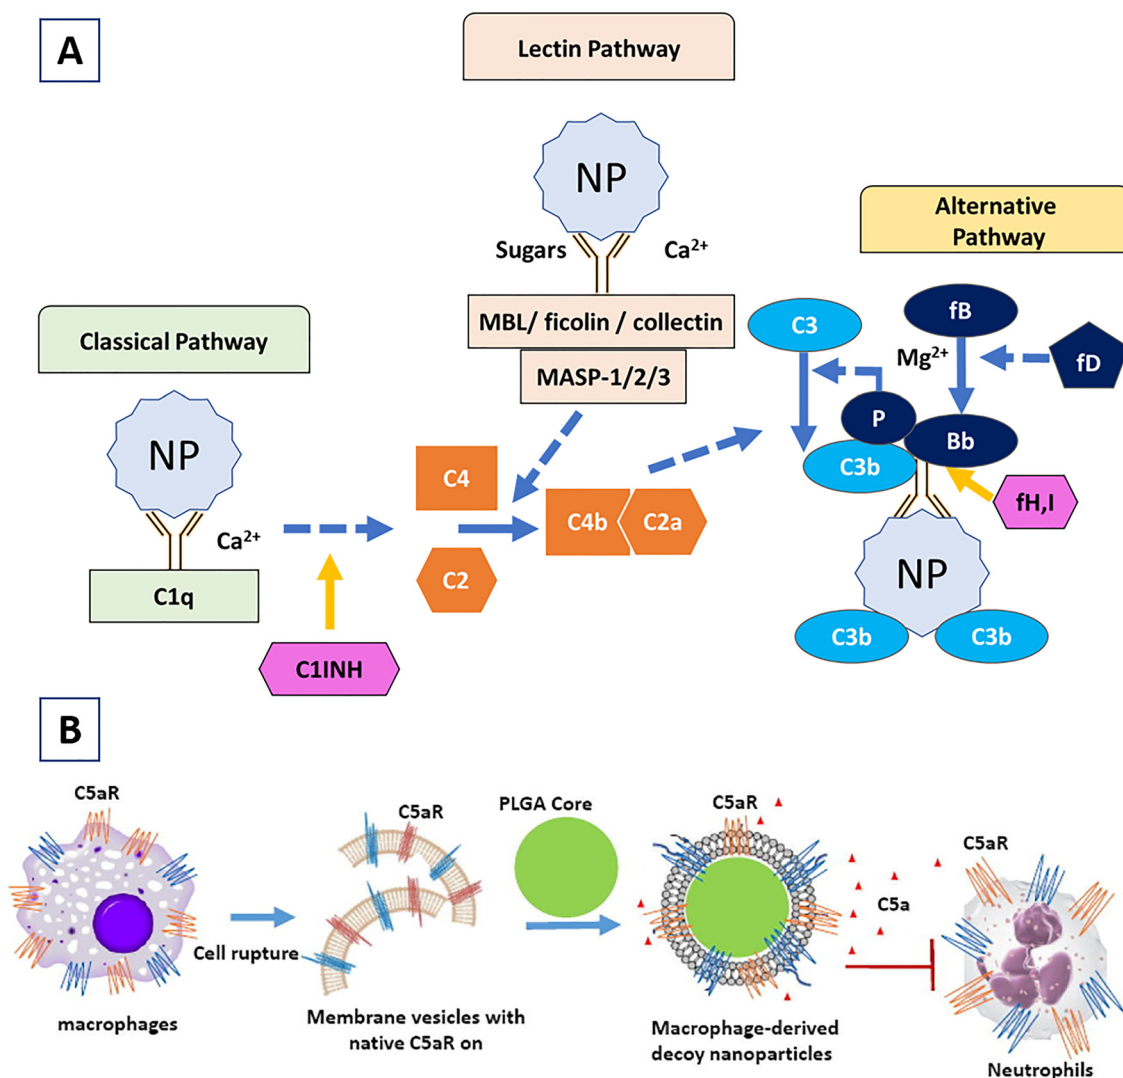 A
Lectin Pathway
NP
Sugars
Ca2+
MBL/ ficolin / collectin
MASP-1/2/3
Alternative
Pathway
C3
fB
Mg2+
fD
P
Bb
C3b
fH,I
NP
C3b
C3b
Classical Pathway
NP
Ca2+
C1q
C1INH
C4
C2
C4b
C2a
B
C5aR
macrophages
Cell rupture
C5aR
Membrane vesicles with
native C5aR on
PLGA Core
C5aR
Macrophage-derived
decoy nanoparticles
C5a
C5aR
Neutrophils